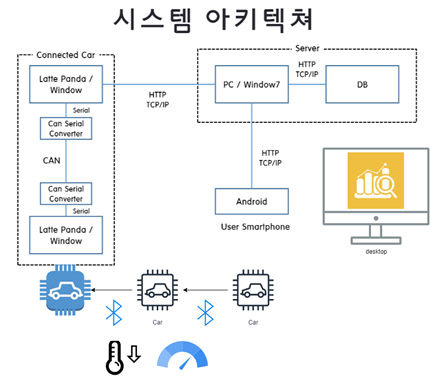 시스템 아키텍쳐
Connected Car
Latte Panda /
Window
Serial
Can Serial
Converter
CAN
Can Serial
Converter
Serial
Latte Panda /
Window
HTTP
TCP/IP
Server
PC / Window7
HTTP
TCP/IP
DB
HTTP
TCP/IP
Android
User Smartphone
desktop
Car
Car